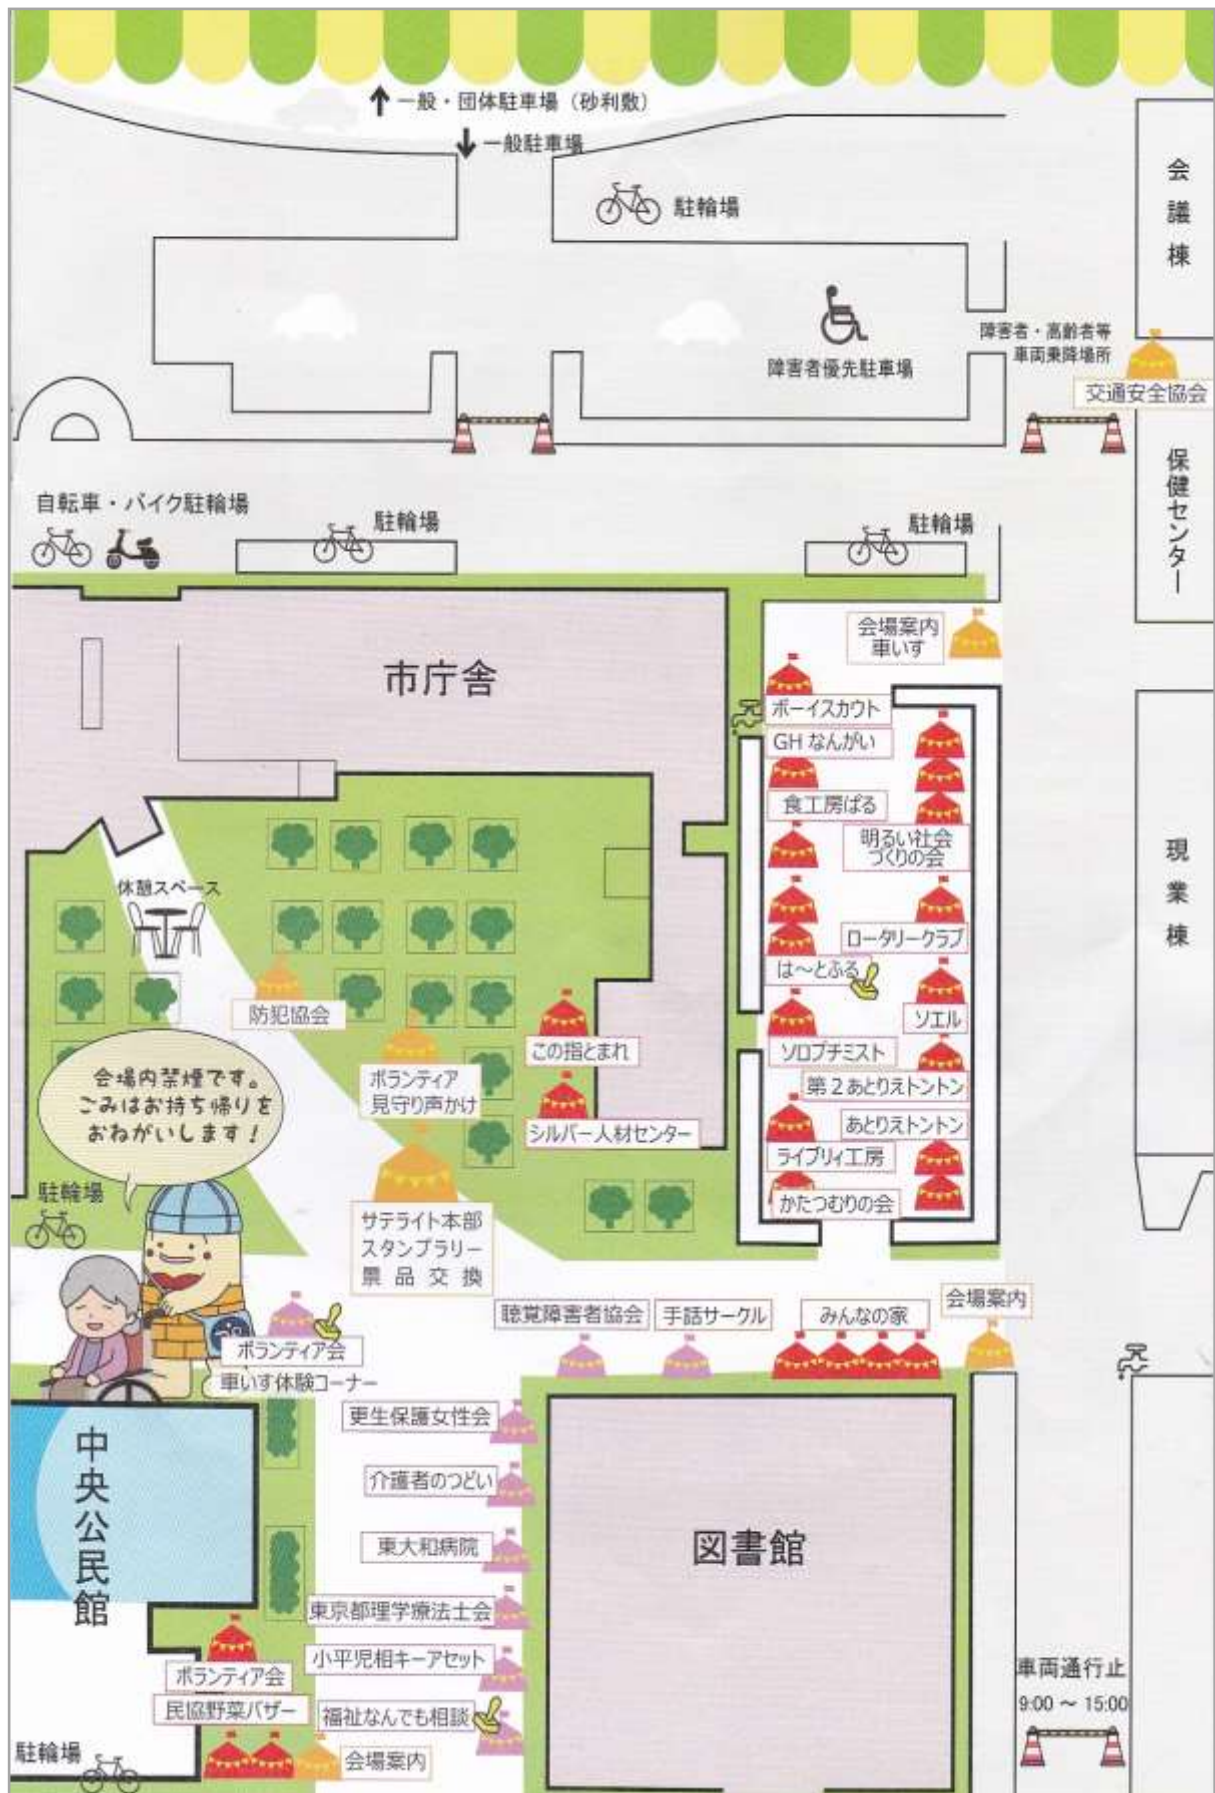 一般・団体駐車場（砂利敷）
一般駐車場
駐輪場
会議棟
障害者・高齢者等
車両乗降場所
障害者優先駐車場
交通安全協会
保健センター
自転車・バイク駐輪場
駐輪場
駐輪場
会場案内
車いす
市庁舎
ボーイスカウト
GH なんがい
食工房ぱる
明るい社会
づくりの会
現業棟
休憩スペース
ロータリークラブ
は～とふる
防犯協会
ソエル
この指とまれ
ソロプチミスト
ボランティア
見守り声かけ
第２あとりえトントン
会場内禁煙です。
ごみはお持ち帰りを
おねがいします！
シルバー人材センター
あとりえトントン
ライブリィ工房
駐輪場
かたつむりの会
サテライト本部
スタンプラリー
景品交換
会場案内
聴覚障害者協会
手話サークル
みんなの家
ボランティア会
車いす体験コーナー
更生保護女性会
中央公民館
介護者のつどい
東大和病院
図書館
東京都理学療法士会
小平児相キーアセット
ボランティア会
車両通行止
民協野菜バザー
福祉なんでも相談
9:00 ～ 15:00
駐輪場
会場案内